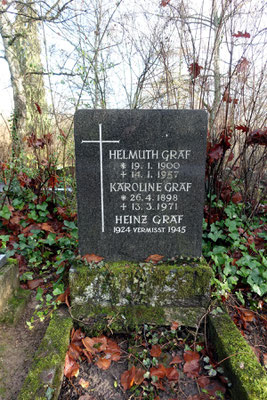 HELMUTH GRAF
* 19. 1. 1900
+ 14. 1. 1957
KAROLINE GRAF
* 26. 4. 1898
+ 13. 3. 1971
HEINZ GRAF
1924 VERMISST 1945